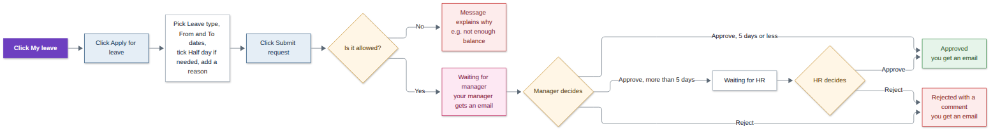 Click My leave
Click Apply for
leave
Pick Leave type,
From and To
dates,
tick Half day if
needed, add a
reason
Click Submit
request
Is it allowed?
No
Message
explains why
e.g. not enough
balance
Yes
Waiting for
manager
your manager
gets an email
Manager decides
Approve, 5 days or less
Approve, more than 5 days
Waiting for HR
HR decides
Approve
Reject
Reject
Approved
you get an email
Rejected with a
comment
you get an email